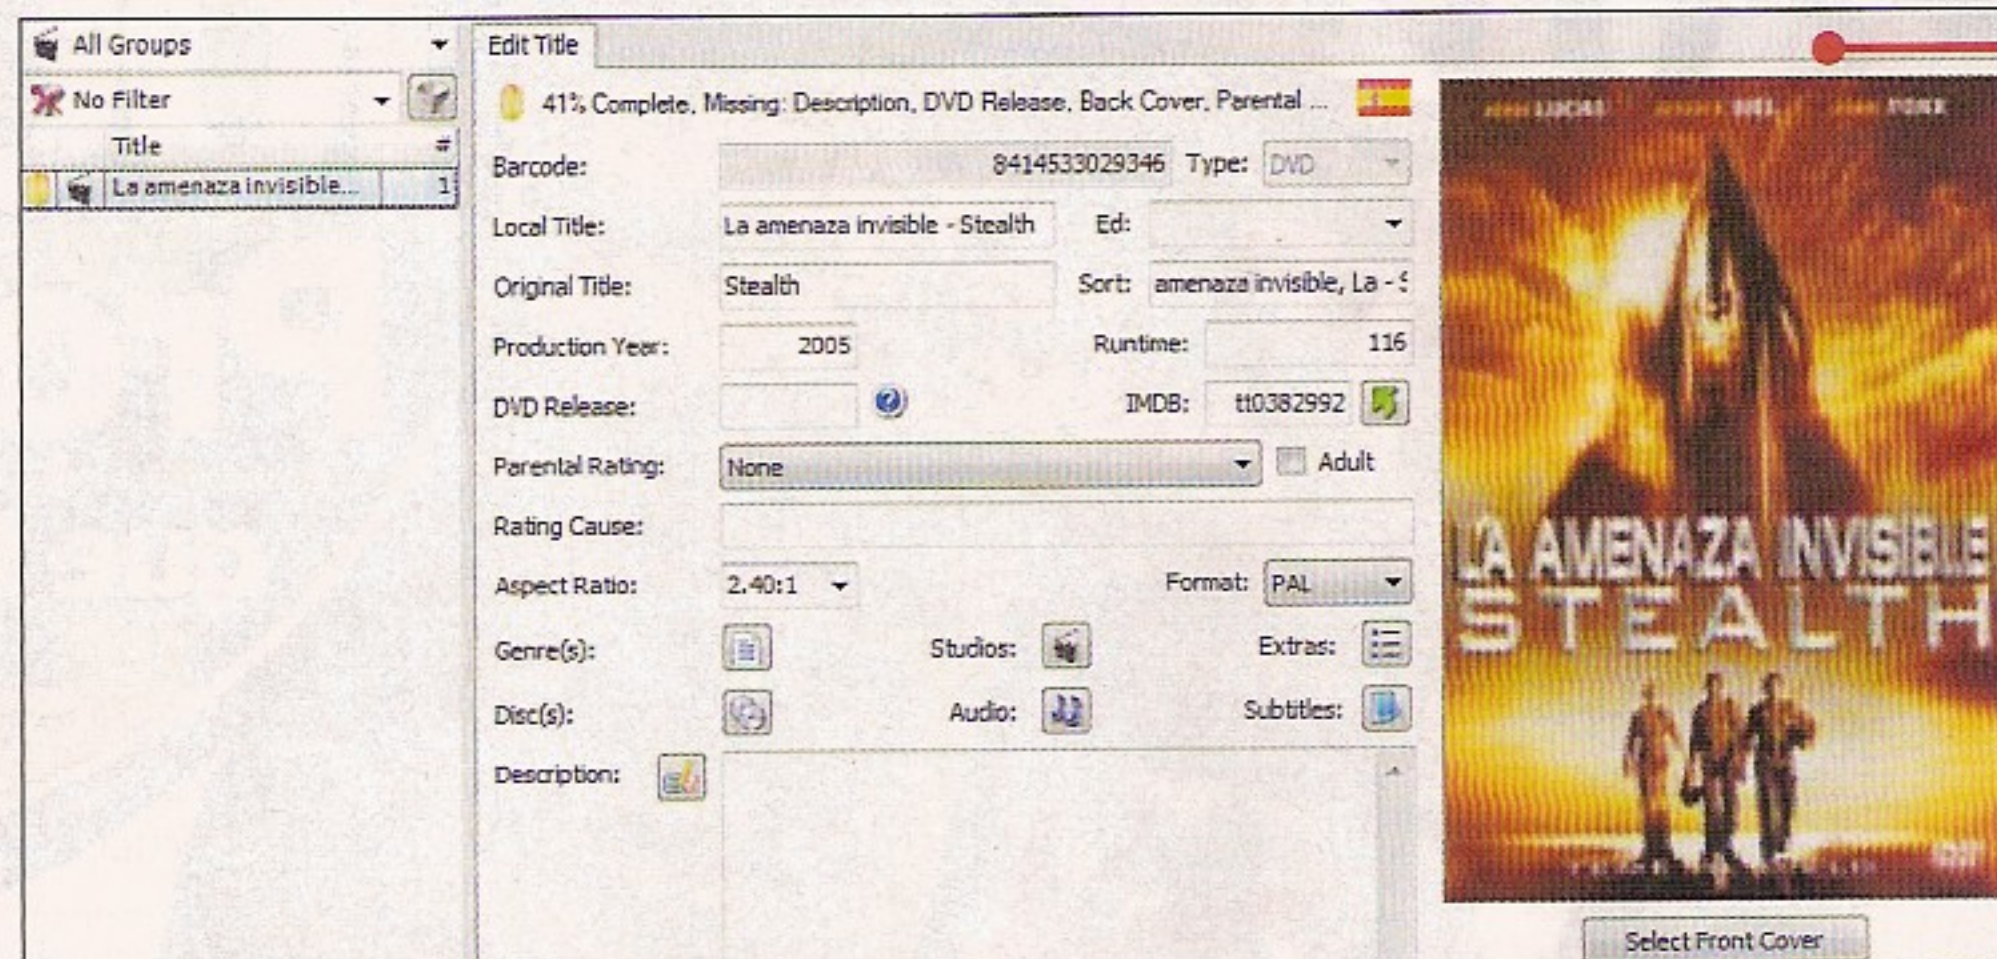 All Groups
No Filter
Title #
La amenaza invisible... 1
Edit Title
41% Complete, Missing: Description, DVD Release, Back Cover, Parental ...
Barcode: 8414533029346 Type: DVD
Local Title: La amenaza invisible - Stealth Ed:
Original Title: Stealth Sort: amenaza invisible, La - S
Production Year: 2005 Runtime: 116
DVD Release: IMDB: tt0382992
Parental Rating: None Adult
Rating Cause:
Aspect Ratio: 2.40:1 Format: PAL
Genre(s): Studios: Extras:
Disc(s): Audio: Subtitles:
Description:
LUCAS BIEL FOXX
LA AMENAZA INVISIBLE
STEALTH
Select Front Cover